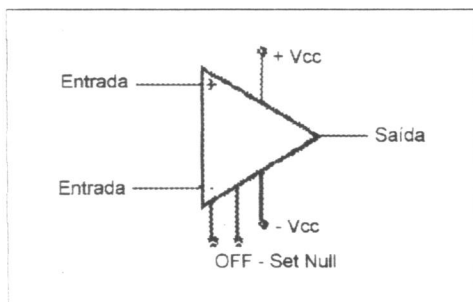 + Vcc
Entrada +
Saída
Entrada -
- Vcc
OFF - Set Null